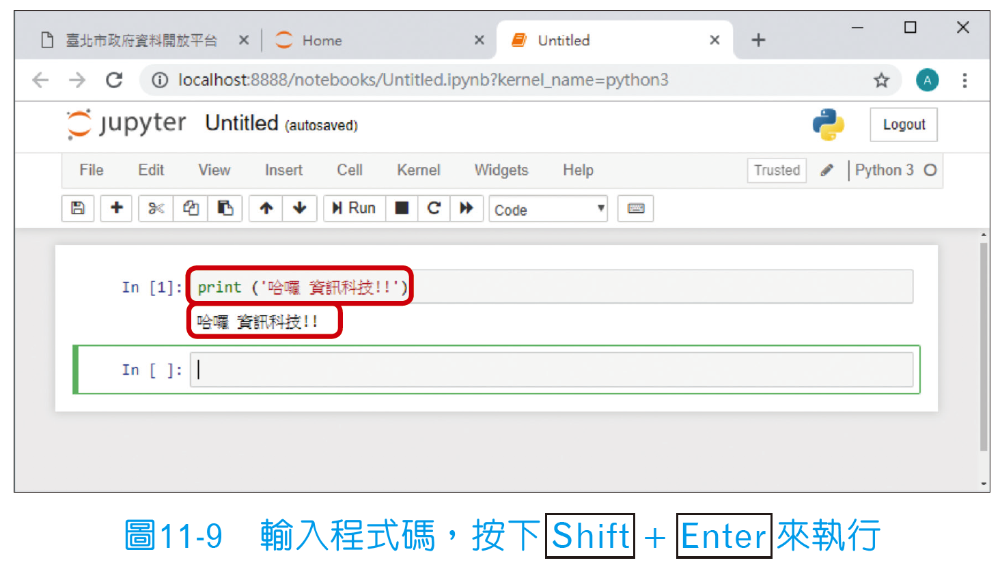 臺北市政府資料開放平台 Home Untitled
localhost:8888/notebooks/Untitled.ipynb?kernel_name=python3 A
jupyter Untitled (autosaved) Logout
File Edit View Insert Cell Kernel Widgets Help Trusted Python 3
Run Code
In [1]: print ('哈囉 資訊科技!!')
哈囉 資訊科技!!
In [ ]:
圖11-9 輸入程式碼，按下 Shift + Enter 來執行